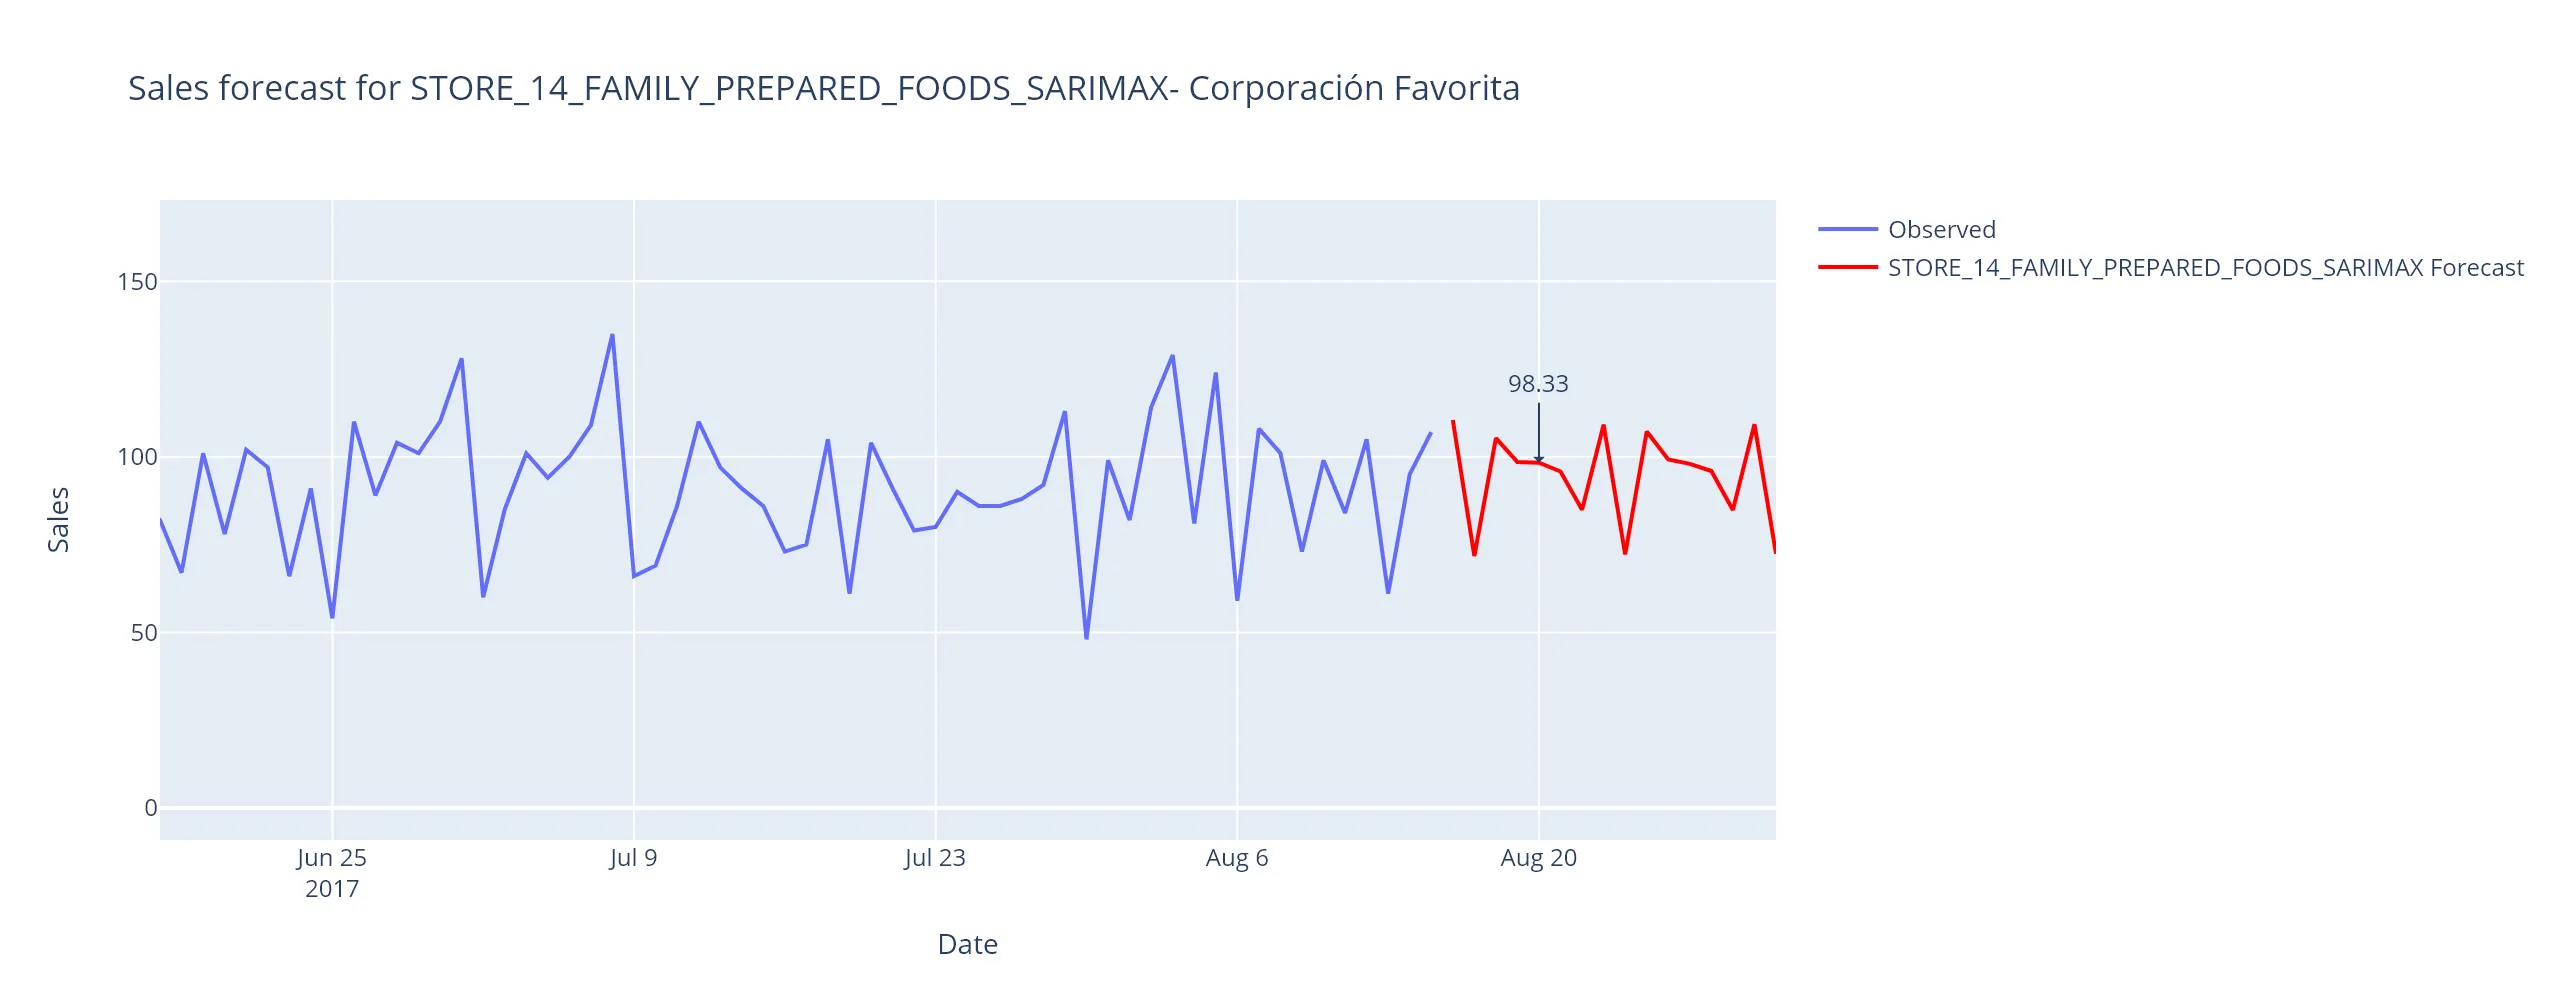 Sales forecast for STORE_14_FAMILY_PREPARED_FOODS_SARIMAX- Corporación Favorita
Observed
STORE_14_FAMILY_PREPARED_FOODS_SARIMAX Forecast
150
100
50
0
98.33
Sales
Jun 25
2017
Jul 9
Jul 23
Aug 6
Aug 20
Date